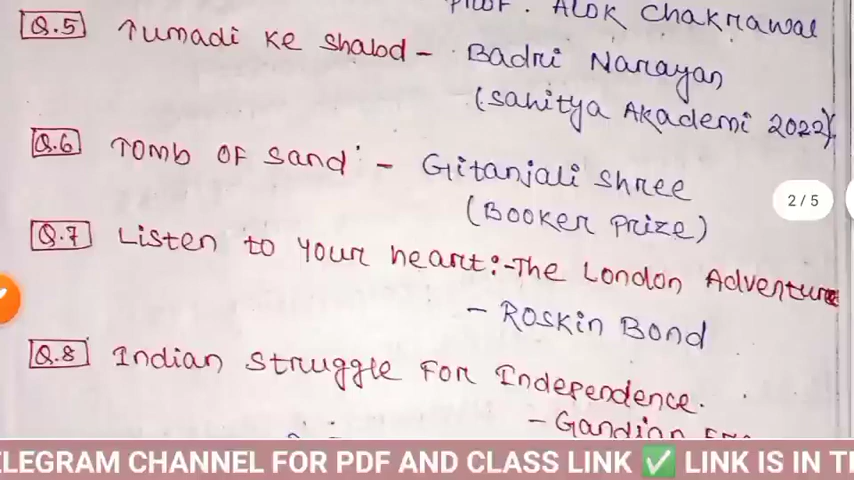 Prof. Alok Chakrawal
Q.5 Tumadi ke shabd - Badri Narayan
(Sahitya Akademi 2022)
Q.6 Tomb of sand - Gitanjali Shree
(Booker Prize)
2/5
Q.7 Listen to your heart:-The London Adventure
- Roskin Bond
Q.8 Indian struggle For Independence.
- Gandian
ELEGRAM CHANNEL FOR PDF AND CLASS LINK ✅ LINK IS IN T